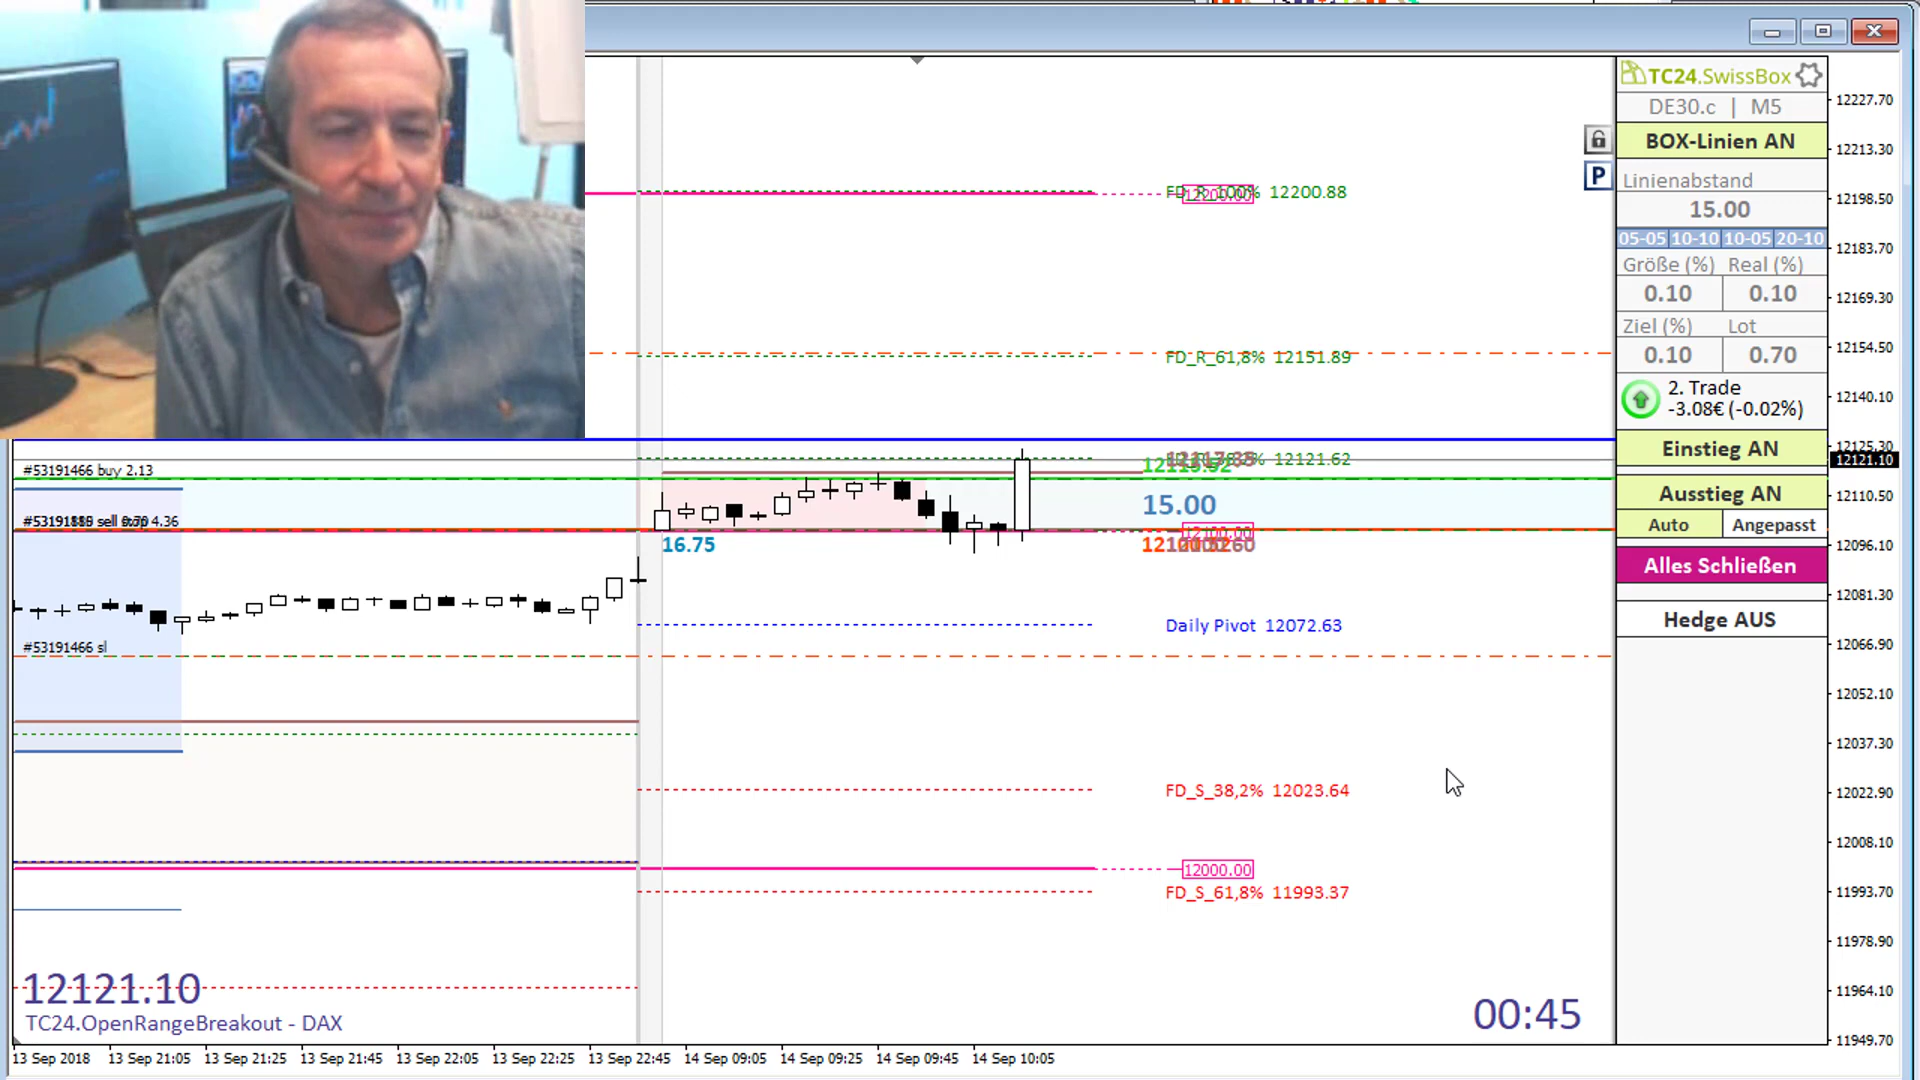 TC24.SwissBox
DE30.c | M5
BOX-Linien AN
Linienabstand
15.00
05-05 10-10 10-05 20-10
Größe (%) Real (%)
0.10 0.10
Ziel (%) Lot
0.10 0.70
2. Trade
-3.08€ (-0.02%)
Einstieg AN
Ausstieg AN
Auto Angepasst
Alles Schließen
Hedge AUS
P
12227.70
12213.30
12198.50
12183.70
12169.30
12154.50
12140.10
12125.30
12121.10
12110.50
12096.10
12081.30
12066.90
12052.10
12037.30
12022.90
12008.10
11993.70
11978.90
11964.10
11949.70
12200.88
FD_R_61,8% 12151.89
12121.62
#53191466 buy 2.13
15.00
sell stop 4.36
16.75
Daily Pivot 12072.63
#53191466 sl
FD_S_38,2% 12023.64
12000.00
FD_S_61,8% 11993.37
12121.10
TC24.OpenRangeBreakout - DAX
00:45
13 Sep 2018 13 Sep 21:05 13 Sep 21:25 13 Sep 21:45 13 Sep 22:05 13 Sep 22:25 13 Sep 22:45 14 Sep 09:05 14 Sep 09:25 14 Sep 09:45 14 Sep 10:05